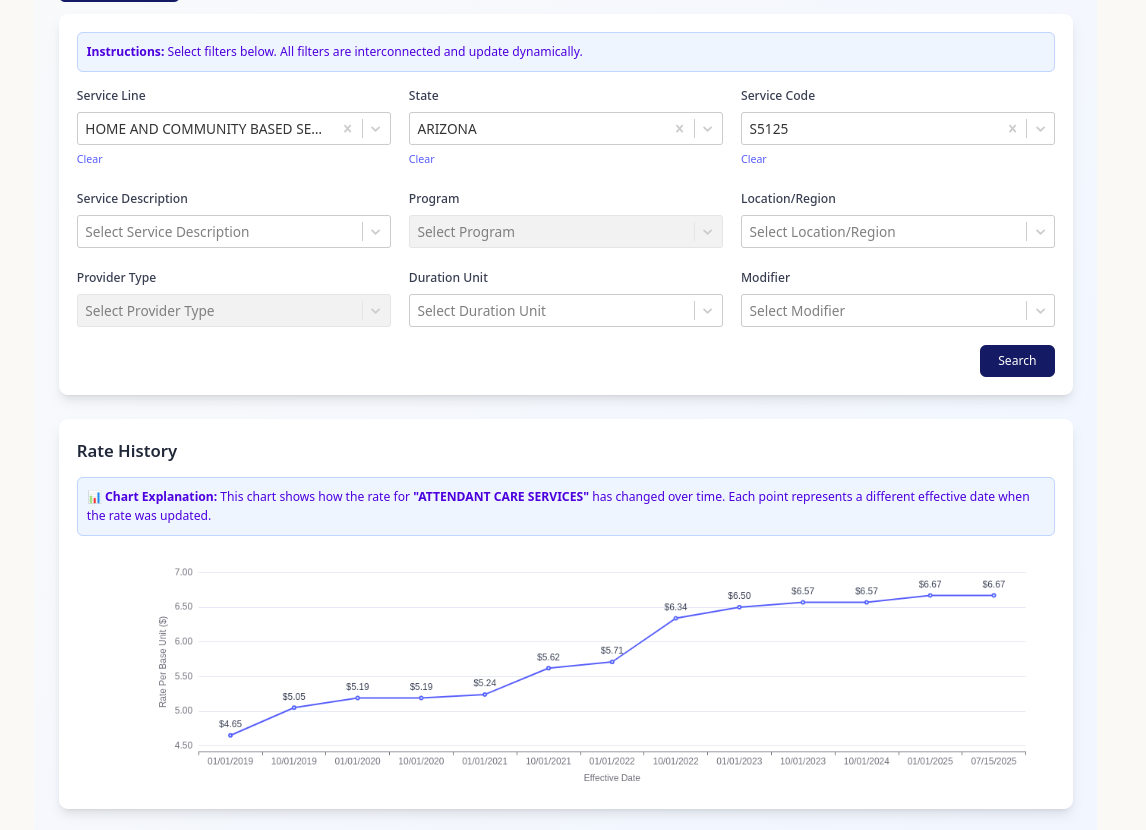 Instructions: Select filters below. All filters are interconnected and update dynamically.
Service Line
State
Service Code
HOME AND COMMUNITY BASED SE...
ARIZONA
S5125
Clear
Clear
Clear
Service Description
Program
Location/Region
Select Service Description
Select Program
Select Location/Region
Provider Type
Duration Unit
Modifier
Select Provider Type
Select Duration Unit
Select Modifier
Search
Rate History
📊 Chart Explanation: This chart shows how the rate for "ATTENDANT CARE SERVICES" has changed over time. Each point represents a different effective date when
the rate was updated.
Rate Per Base Unit ($)
7.00
6.50
6.00
5.50
5.00
4.50
$4.65
$5.05
$5.19
$5.19
$5.24
$5.62
$5.71
$6.34
$6.50
$6.57
$6.57
$6.67
$6.67
01/01/2019
10/01/2019
01/01/2020
10/01/2020
01/01/2021
10/01/2021
01/01/2022
10/01/2022
01/01/2023
10/01/2023
10/01/2024
01/01/2025
07/15/2025
Effective Date